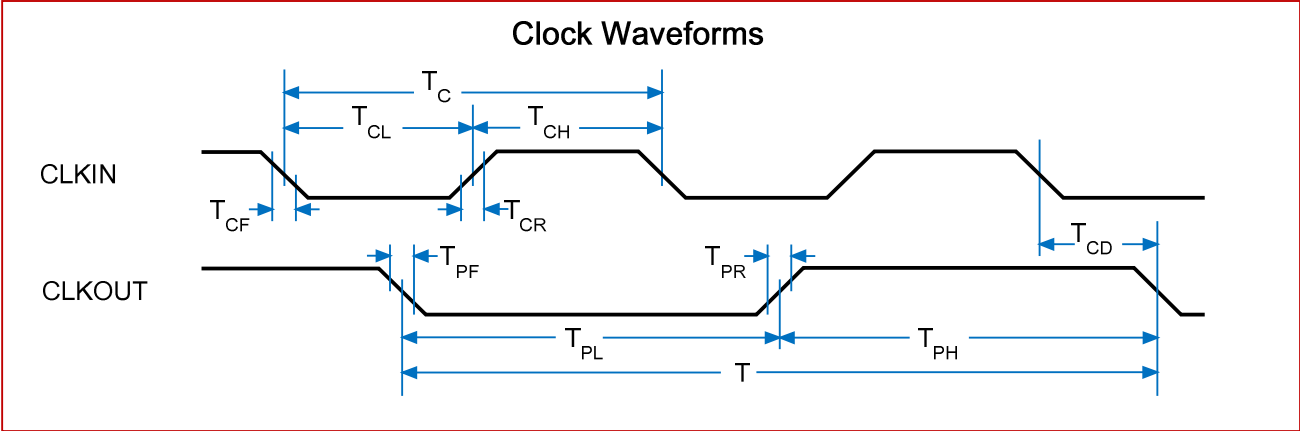 Clock Waveforms
TC
TCL
TCH
CLKIN
TCF
TCR
TCD
TPF
TPR
CLKOUT
TPL
TPH
T